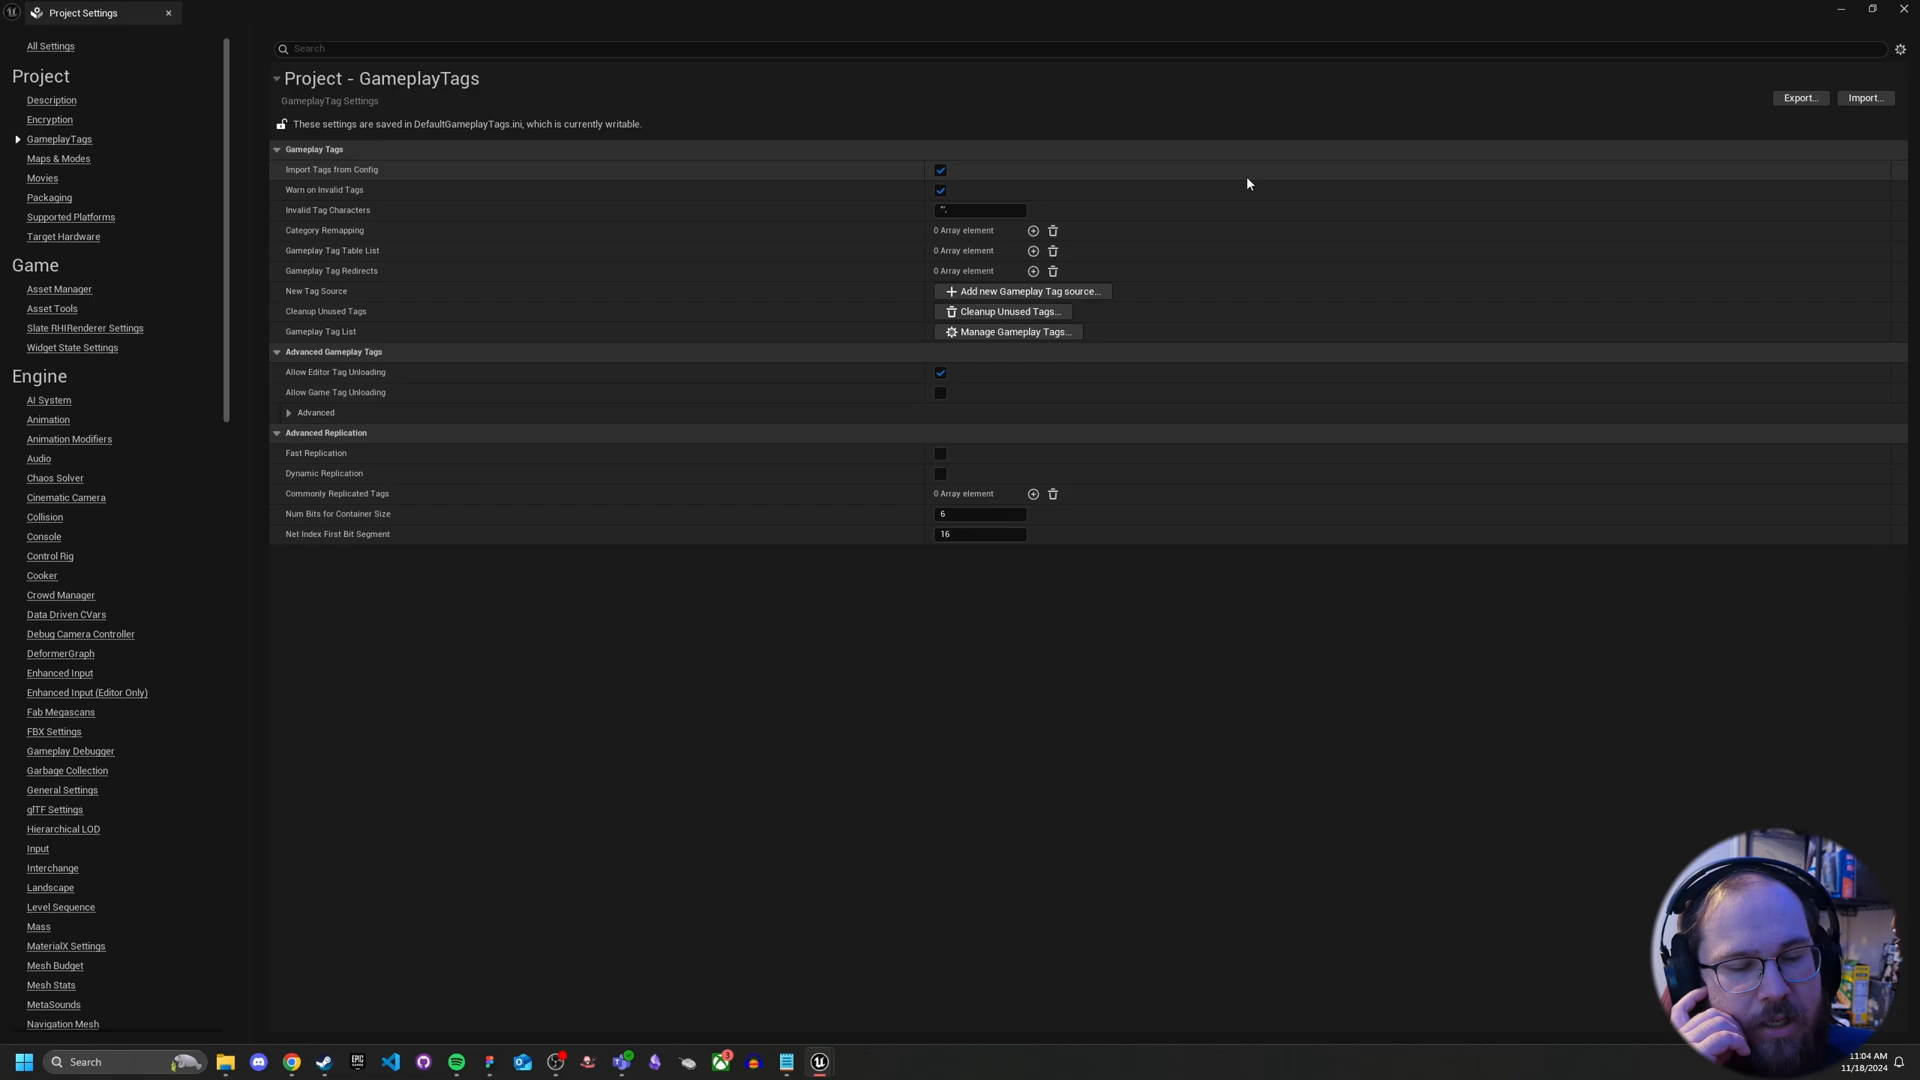 Project Settings
All Settings
Project
Description
Encryption
GameplayTags
Maps & Modes
Movies
Packaging
Supported Platforms
Target Hardware
Game
Asset Manager
Asset Tools
Slate RHIRenderer Settings
Widget State Settings
Engine
AI System
Animation
Animation Modifiers
Audio
Chaos Solver
Cinematic Camera
Collision
Console
Control Rig
Cooker
Crowd Manager
Data Driven CVars
Debug Camera Controller
DeformerGraph
Enhanced Input
Enhanced Input (Editor Only)
Fab Megascans
FBX Settings
Gameplay Debugger
Garbage Collection
General Settings
glTF Settings
Hierarchical LOD
Input
Interchange
Landscape
Level Sequence
Mass
MaterialX Settings
Mesh Budget
Mesh Stats
MetaSounds
Navigation Mesh
Search
Project - GameplayTags
GameplayTag Settings
Export... Import...
These settings are saved in DefaultGameplayTags.ini, which is currently writable.
Gameplay Tags
Import Tags from Config
Warn on Invalid Tags
Invalid Tag Characters
Category Remapping 0 Array element
Gameplay Tag Table List 0 Array element
Gameplay Tag Redirects 0 Array element
New Tag Source Add new Gameplay Tag source...
Cleanup Unused Tags Cleanup Unused Tags...
Gameplay Tag List Manage Gameplay Tags...
Advanced Gameplay Tags
Allow Editor Tag Unloading
Allow Game Tag Unloading
Advanced
Advanced Replication
Fast Replication
Dynamic Replication
Commonly Replicated Tags 0 Array element
Num Bits for Container Size 6
Net Index First Bit Segment 16
Search
11:04 AM
11/18/2024